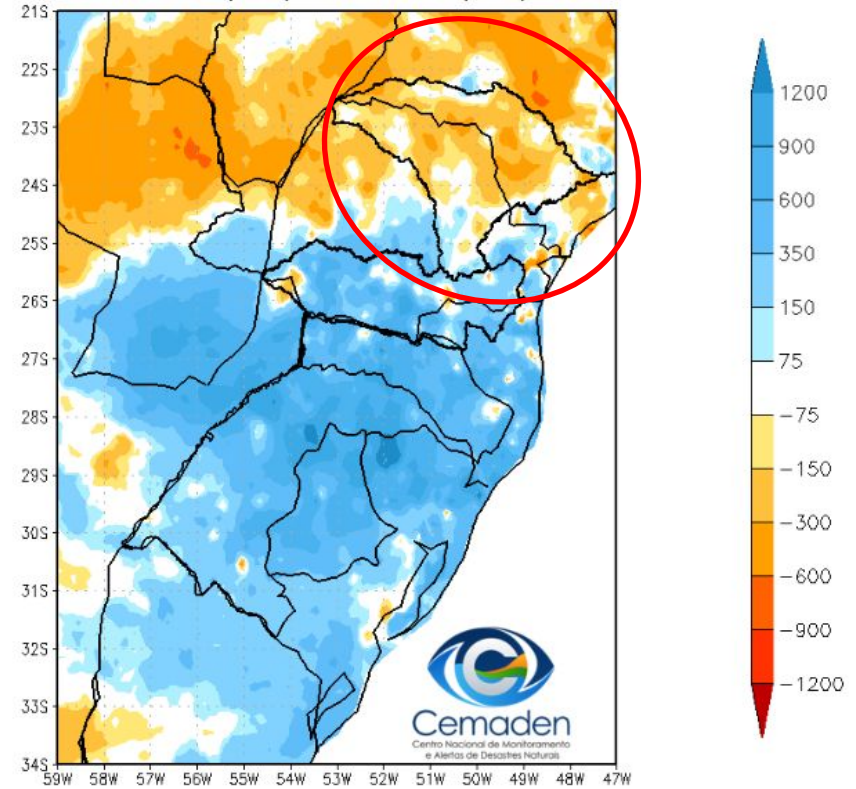 21S
22S
23S
24S
25S
26S
27S
28S
29S
30S
31S
32S
33S
34S
59W 58W 57W 56W 55W 54W 53W 52W 51W 50W 49W 48W 47W
1200
900
600
350
150
75
-75
-150
-300
-600
-900
-1200
Cemaden
Centro Nacional de Monitoramento
e Alertas de Desastres Naturais